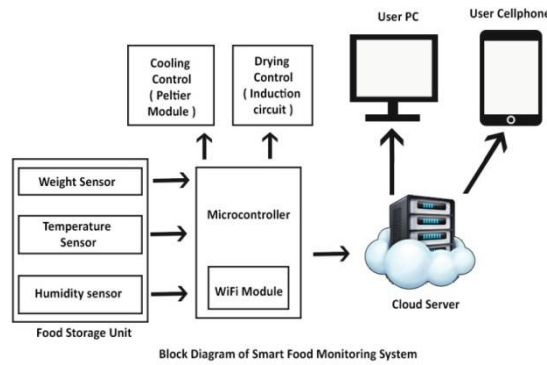 User PC
User Cellphone
Cooling
Control
( Peltier
Module )
Drying
Control
( Induction
circuit )
Weight Sensor
Temperature
Sensor
Humidity sensor
Food Storage Unit
Microcontroller
WiFi Module
Cloud Server
Block Diagram of Smart Food Monitoring System